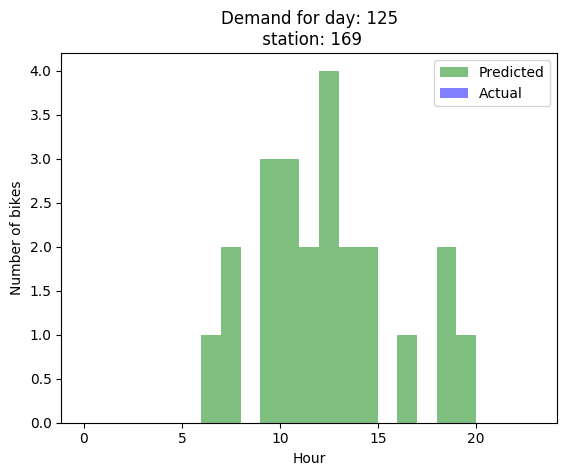 Demand for day: 125
station: 169
Predicted
Actual
Number of bikes
4.0
3.5
3.0
2.5
2.0
1.5
1.0
0.5
0.0
0 5 10 15 20
Hour